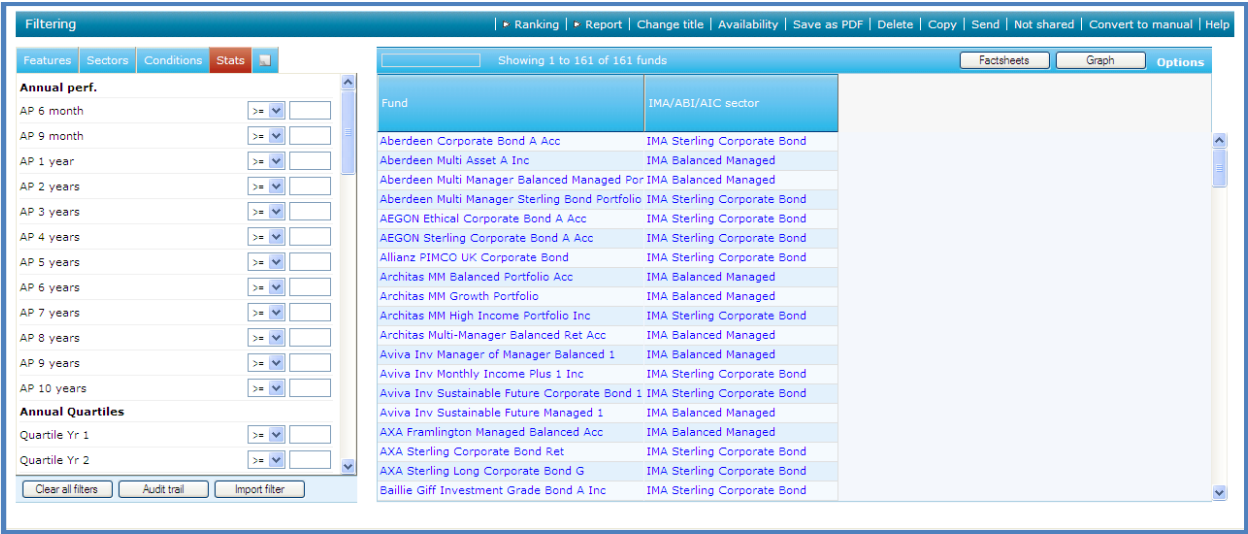 Filtering
| ▸ Ranking | ▸ Report | Change title | Availability | Save as PDF | Delete | Copy | Send | Not shared | Convert to manual | Help
Features Sectors Conditions Stats
Showing 1 to 161 of 161 funds Factsheets Graph Options
Annual perf.
AP 6 month >=
AP 9 month >=
AP 1 year >=
AP 2 years >=
AP 3 years >=
AP 4 years >=
AP 5 years >=
AP 6 years >=
AP 7 years >=
AP 8 years >=
AP 9 years >=
AP 10 years >=
Annual Quartiles
Quartile Yr 1 >=
Quartile Yr 2 >=
Clear all filters Audit trail Import filter
Fund IMA/ABI/AIC sector
Aberdeen Corporate Bond A Acc IMA Sterling Corporate Bond
Aberdeen Multi Asset A Inc IMA Balanced Managed
Aberdeen Multi Manager Balanced Managed Por IMA Balanced Managed
Aberdeen Multi Manager Sterling Bond Portfolio IMA Sterling Corporate Bond
AEGON Ethical Corporate Bond A Acc IMA Sterling Corporate Bond
AEGON Sterling Corporate Bond A Acc IMA Sterling Corporate Bond
Allianz PIMCO UK Corporate Bond IMA Sterling Corporate Bond
Architas MM Balanced Portfolio Acc IMA Balanced Managed
Architas MM Growth Portfolio IMA Balanced Managed
Architas MM High Income Portfolio Inc IMA Sterling Corporate Bond
Architas Multi-Manager Balanced Ret Acc IMA Balanced Managed
Aviva Inv Manager of Manager Balanced 1 IMA Balanced Managed
Aviva Inv Monthly Income Plus 1 Inc IMA Sterling Corporate Bond
Aviva Inv Sustainable Future Corporate Bond 1 IMA Sterling Corporate Bond
Aviva Inv Sustainable Future Managed 1 IMA Balanced Managed
AXA Framlington Managed Balanced Acc IMA Balanced Managed
AXA Sterling Corporate Bond Ret IMA Sterling Corporate Bond
AXA Sterling Long Corporate Bond G IMA Sterling Corporate Bond
Baillie Giff Investment Grade Bond A Inc IMA Sterling Corporate Bond